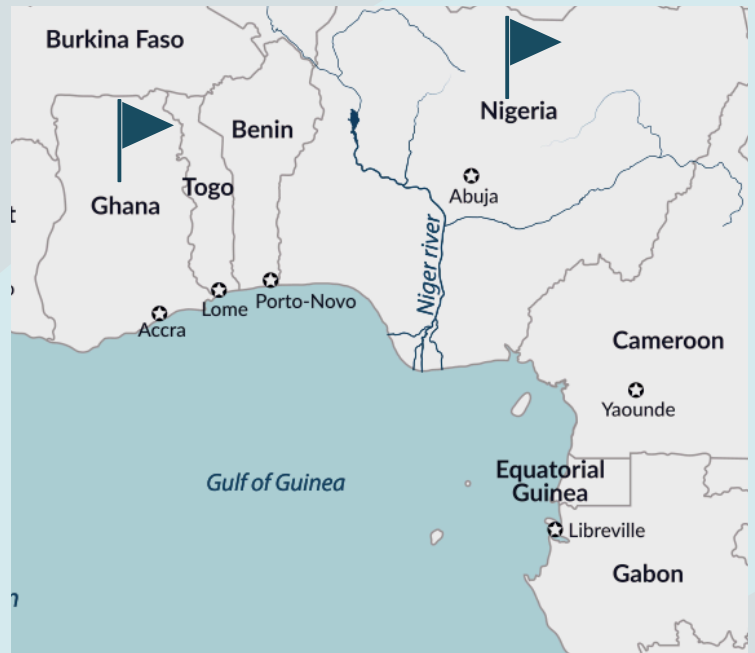 Burkina Faso
Nigeria
Benin
Togo
Abuja
Ghana
t
Niger river
Porto-Novo
Lome
Accra
Cameroon
Yaounde
Equatorial
Guinea
Gulf of Guinea
Libreville
Gabon
n